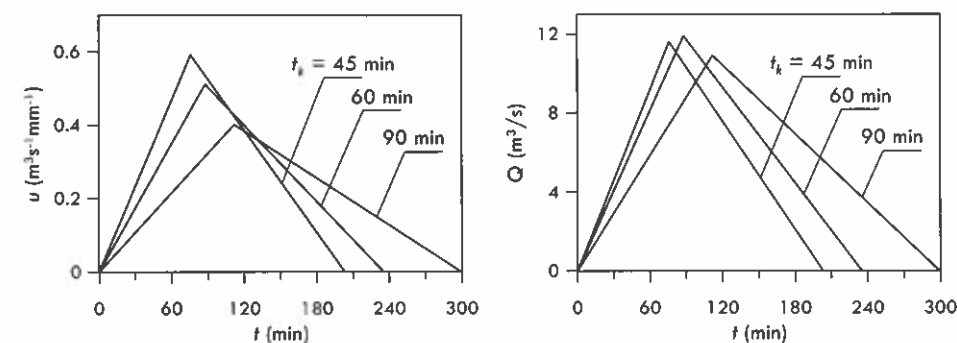 0.6
0.4
0.2
0
u (m³s⁻¹mm⁻¹)
tₖ = 45 min
60 min
90 min
0 60 120 180 240 300
t (min)
12
8
4
0
Q (m³/s)
tₖ = 45 min
60 min
90 min
0 60 120 180 240 300
t (min)